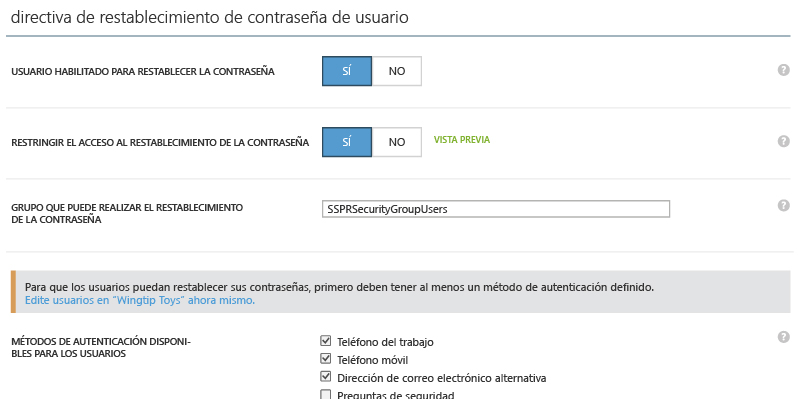 directiva de restablecimiento de contraseña de usuario
USUARIO HABILITADO PARA RESTABLECER LA CONTRASEÑA
SÍ
NO
?
RESTRINGIR EL ACCESO AL RESTABLECIMIENTO DE LA CONTRASEÑA
SÍ
NO
VISTA PREVIA
?
GRUPO QUE PUEDE REALIZAR EL RESTABLECIMIENTO
DE LA CONTRASEÑA
SSPRSecurityGroupUsers
?
Para que los usuarios puedan restablecer sus contraseñas, primero deben tener al menos un método de autenticación definido.
Edite usuarios en “Wingtip Toys” ahora mismo.
MÉTODOS DE AUTENTICACIÓN DISPONI-
BLES PARA LOS USUARIOS
?
Teléfono del trabajo
Teléfono móvil
Dirección de correo electrónico alternativa
Preguntas de seguridad